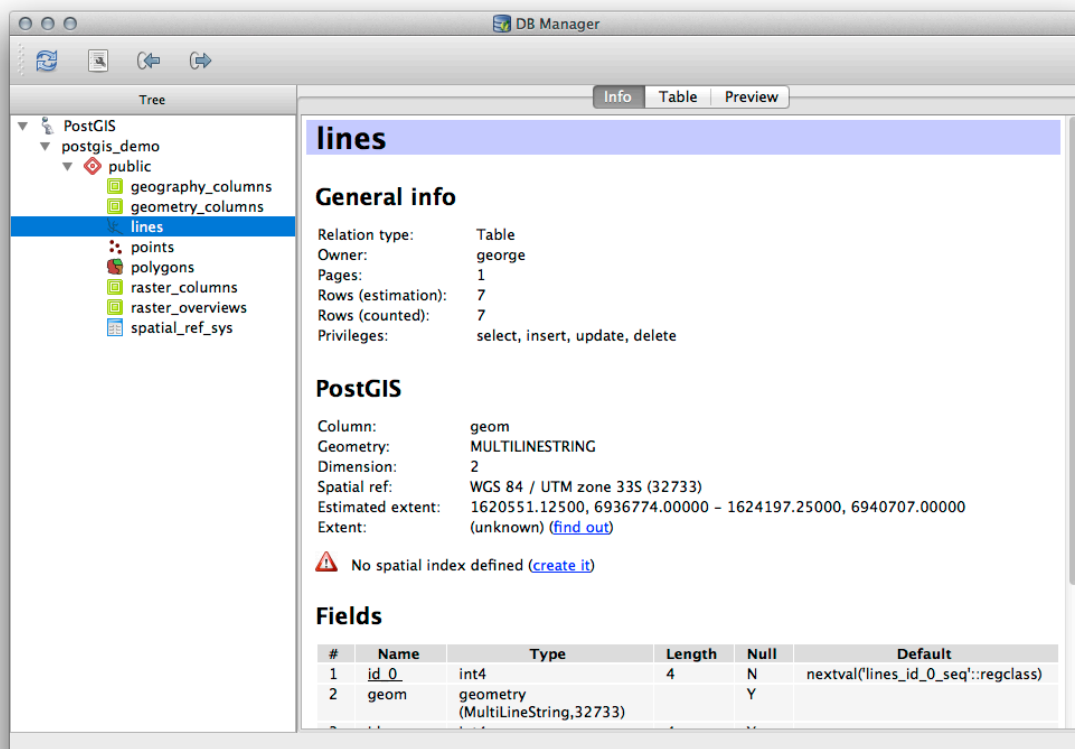 DB Manager
Tree
Info Table Preview
PostGIS
postgis_demo
public
geography_columns
geometry_columns
lines
points
polygons
raster_columns
raster_overviews
spatial_ref_sys
lines
General info
Relation type: Table
Owner: george
Pages: 1
Rows (estimation): 7
Rows (counted): 7
Privileges: select, insert, update, delete
PostGIS
Column: geom
Geometry: MULTILINESTRING
Dimension: 2
Spatial ref: WGS 84 / UTM zone 33S (32733)
Estimated extent: 1620551.12500, 6936774.00000 - 1624197.25000, 6940707.00000
Extent: (unknown) (find out)
No spatial index defined (create it)
Fields
# Name Type Length Null Default
1 id_0 int4 4 N nextval('lines_id_0_seq'::regclass)
2 geom geometry (MultiLineString,32733) Y